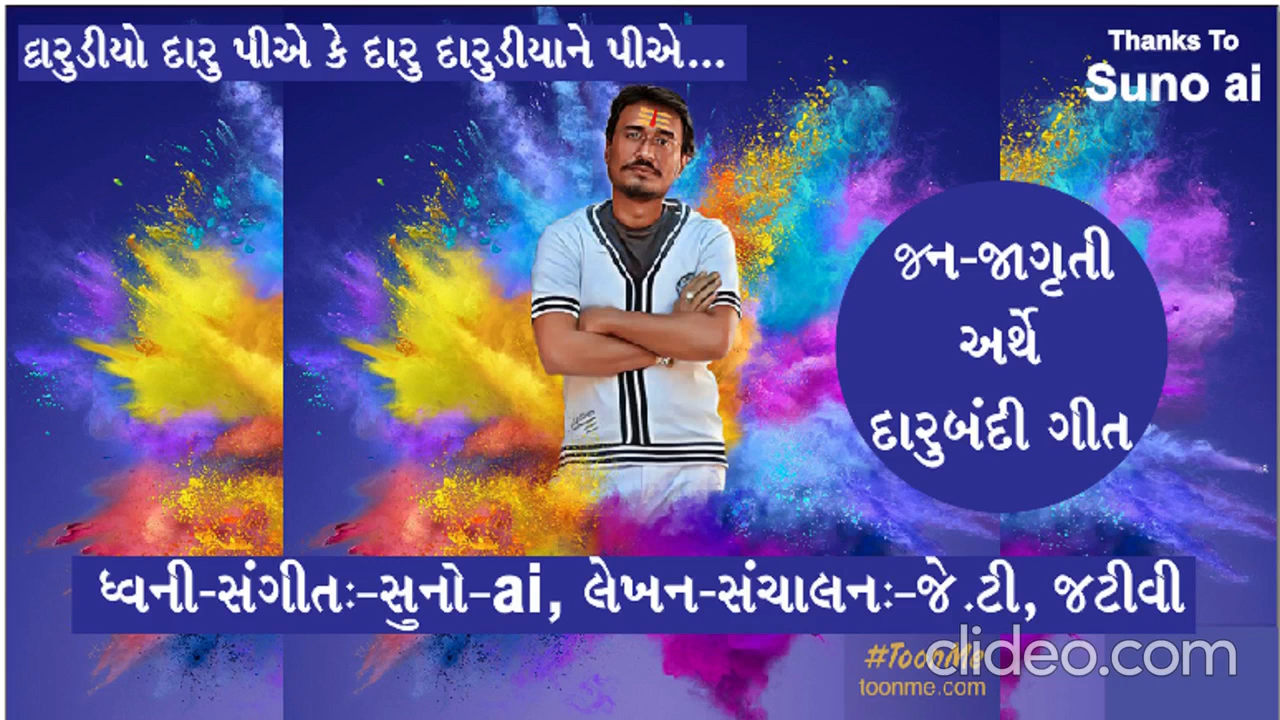 દારુડીયો દારુ પીએ કે દારુ દારુડીયાને પીએ...
Thanks To
Suno ai
જન-જાગૃતી
અર્થે
દારુબંદી ગીત
ધ્વની-સંગીતઃ-સુનો-ai, લેખન-સંચાલનઃ-જે.ટી, જટીવી
#ToonMe
toonme.com
clideo.com